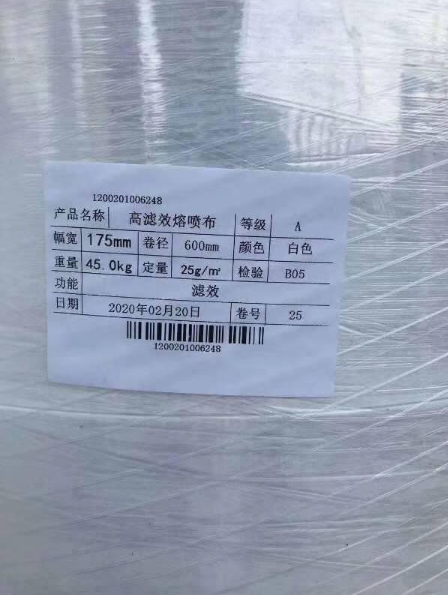 1200201006248
产品名称 高滤效熔喷布 等级 A
幅宽 175mm 卷径 600mm 颜色 白色
重量 45.0kg 定量 25g/㎡ 检验 B05
功能 滤效
日期 2020年02月20日 卷号 25
1200201006248